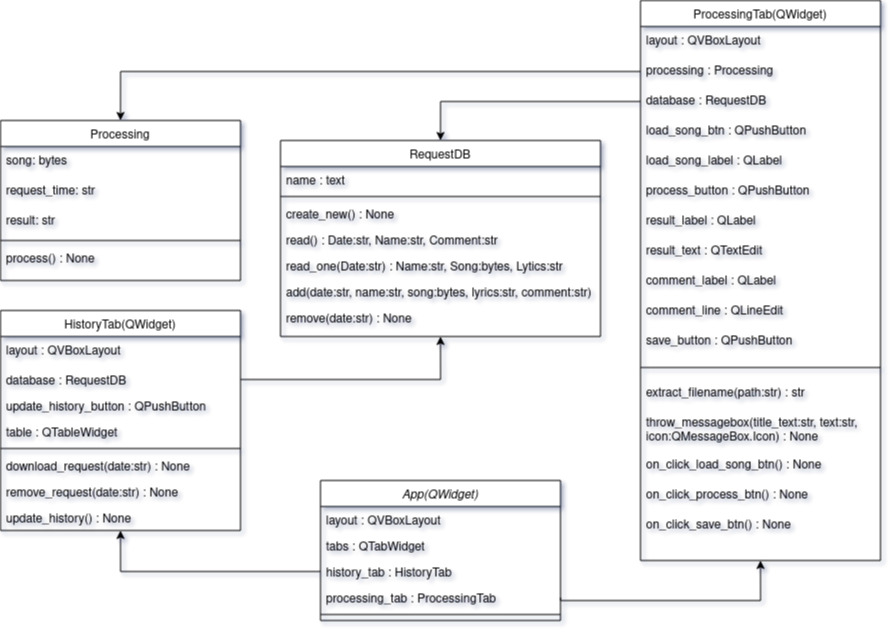 ProcessingTab(QWidget)
layout : QVBoxLayout
processing : Processing
database : RequestDB
load_song_btn : QPushButton
load_song_label : QLabel
process_button : QPushButton
result_label : QLabel
result_text : QTextEdit
comment_label : QLabel
comment_line : QLineEdit
save_button : QPushButton
extract_filename(path:str) : str
throw_messagebox(title_text:str, text:str,
icon:QMessageBox.Icon) : None
on_click_load_song_btn() : None
on_click_process_btn() : None
on_click_save_btn() : None
Processing
song: bytes
request_time: str
result: str
process() : None
RequestDB
name : text
create_new() : None
read() : Date:str, Name:str, Comment:str
read_one(Date:str) : Name:str, Song:bytes, Lytics:str
add(date:str, name:str, song:bytes, lyrics:str, comment:str)
remove(date:str) : None
HistoryTab(QWidget)
layout : QVBoxLayout
database : RequestDB
update_history_button : QPushButton
table : QTableWidget
download_request(date:str) : None
remove_request(date:str) : None
update_history() : None
App(QWidget)
layout : QVBoxLayout
tabs : QTabWidget
history_tab : HistoryTab
processing_tab : ProcessingTab